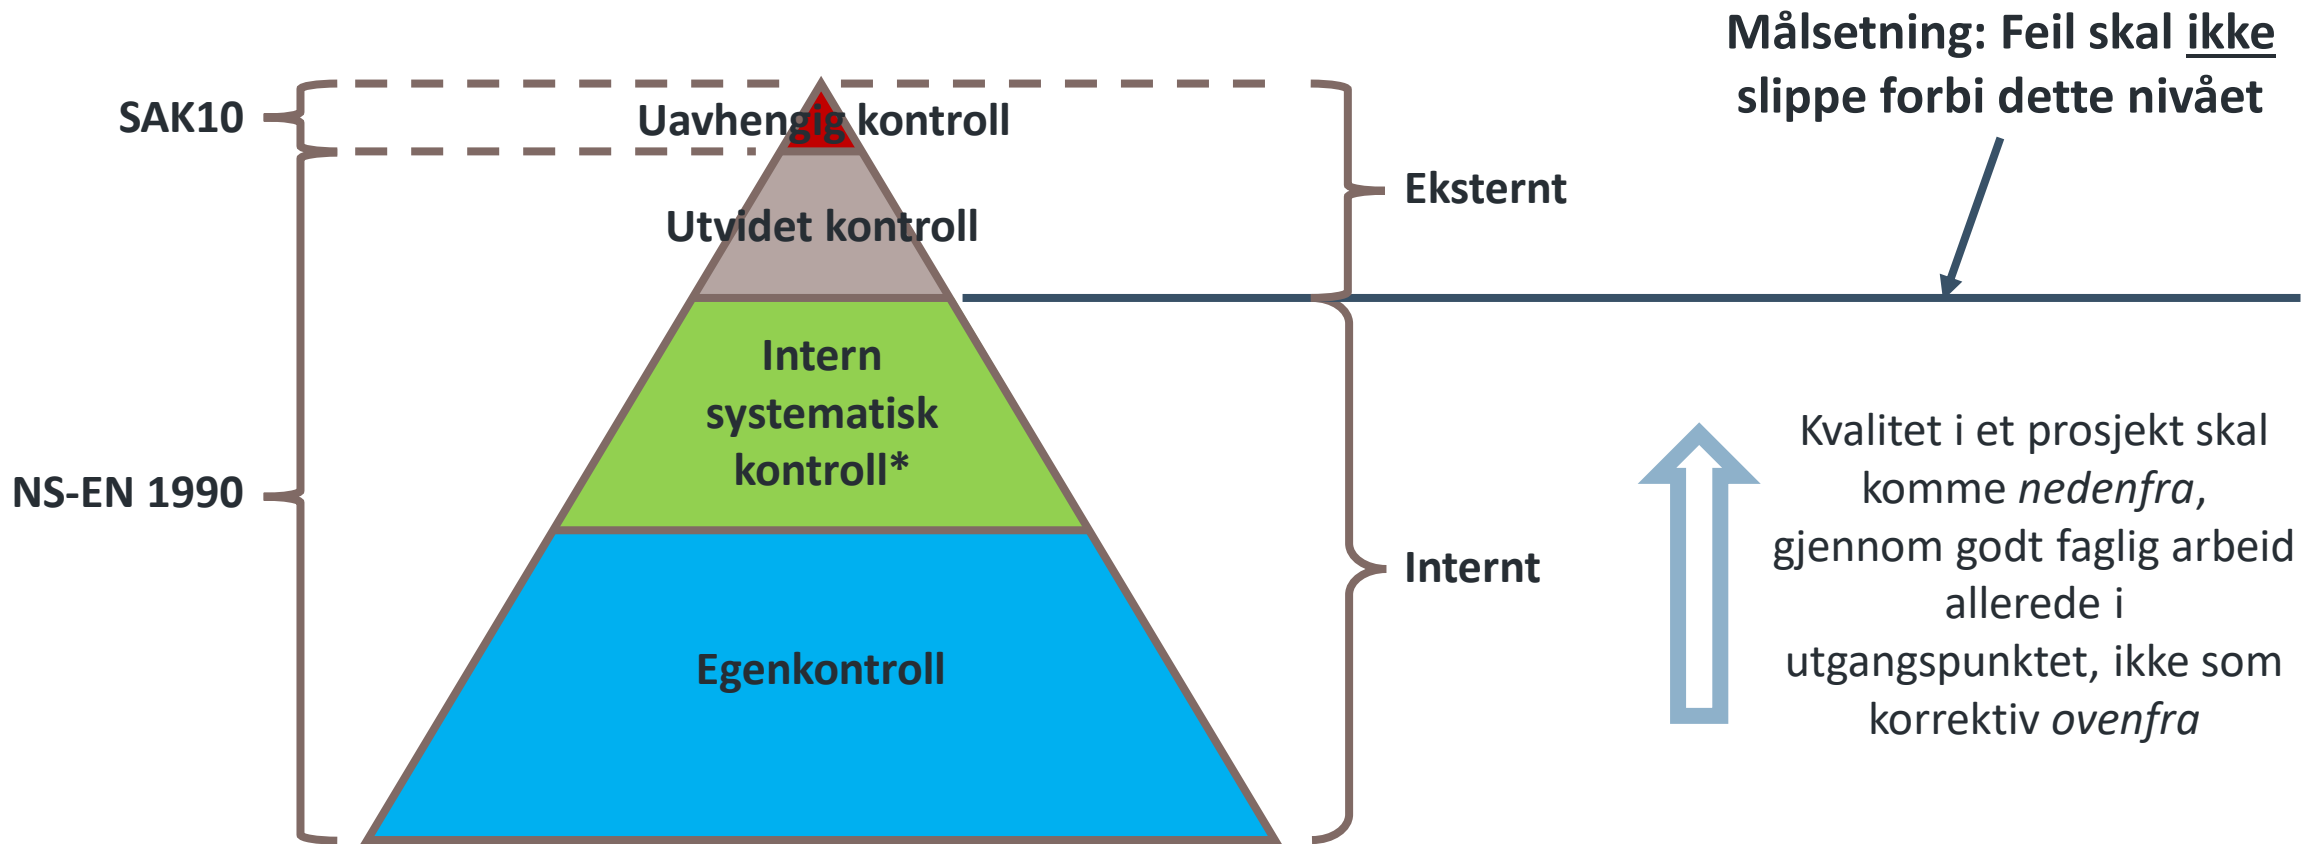 Målsetning: Feil skal ikke
slippe forbi dette nivået
SAK10
Uavhengig kontroll
Eksternt
Utvidet kontroll
Intern
systematisk
kontroll*
NS-EN 1990
Internt
Egenkontroll
Kvalitet i et prosjekt skal
komme nedenfra,
gjennom godt faglig arbeid
allerede i
utgangspunktet, ikke som
korrektiv ovenfra